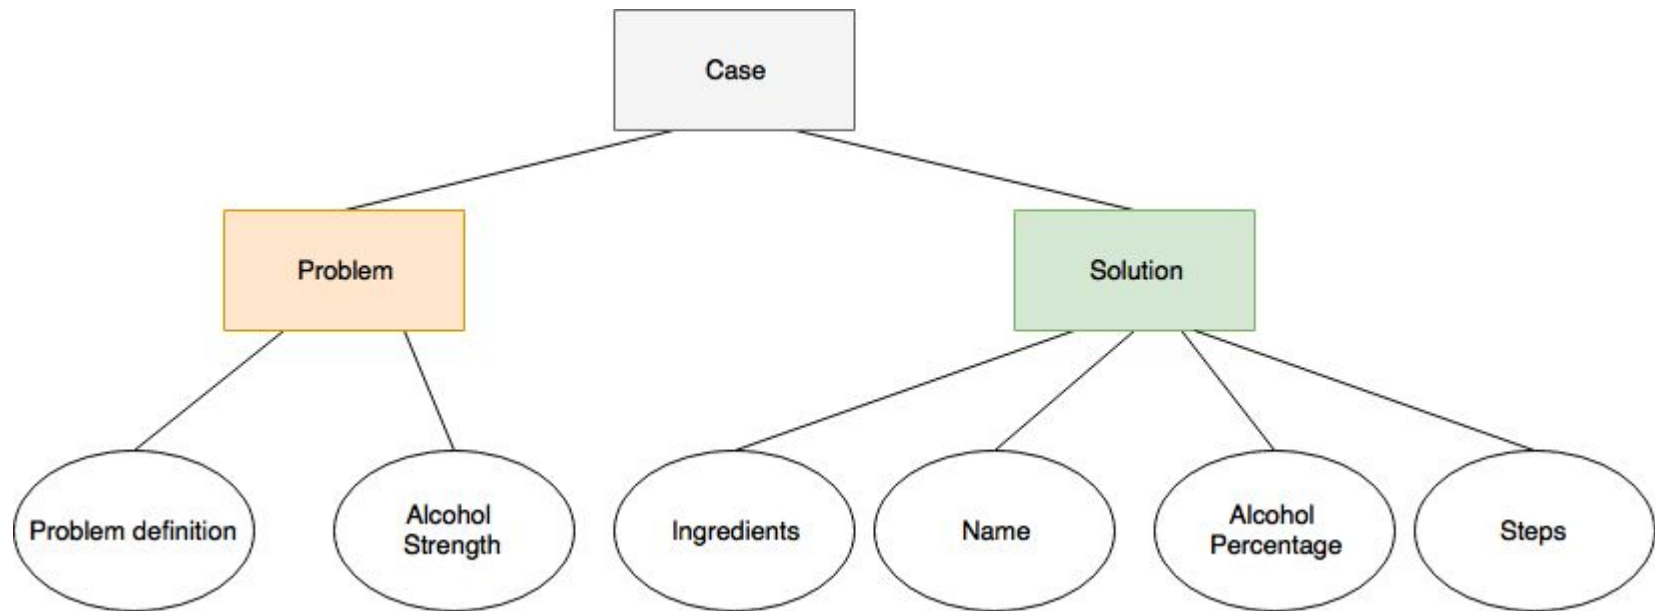 Case
Problem
Solution
Problem definition
Alcohol
Strength
Ingredients
Name
Alcohol
Percentage
Steps